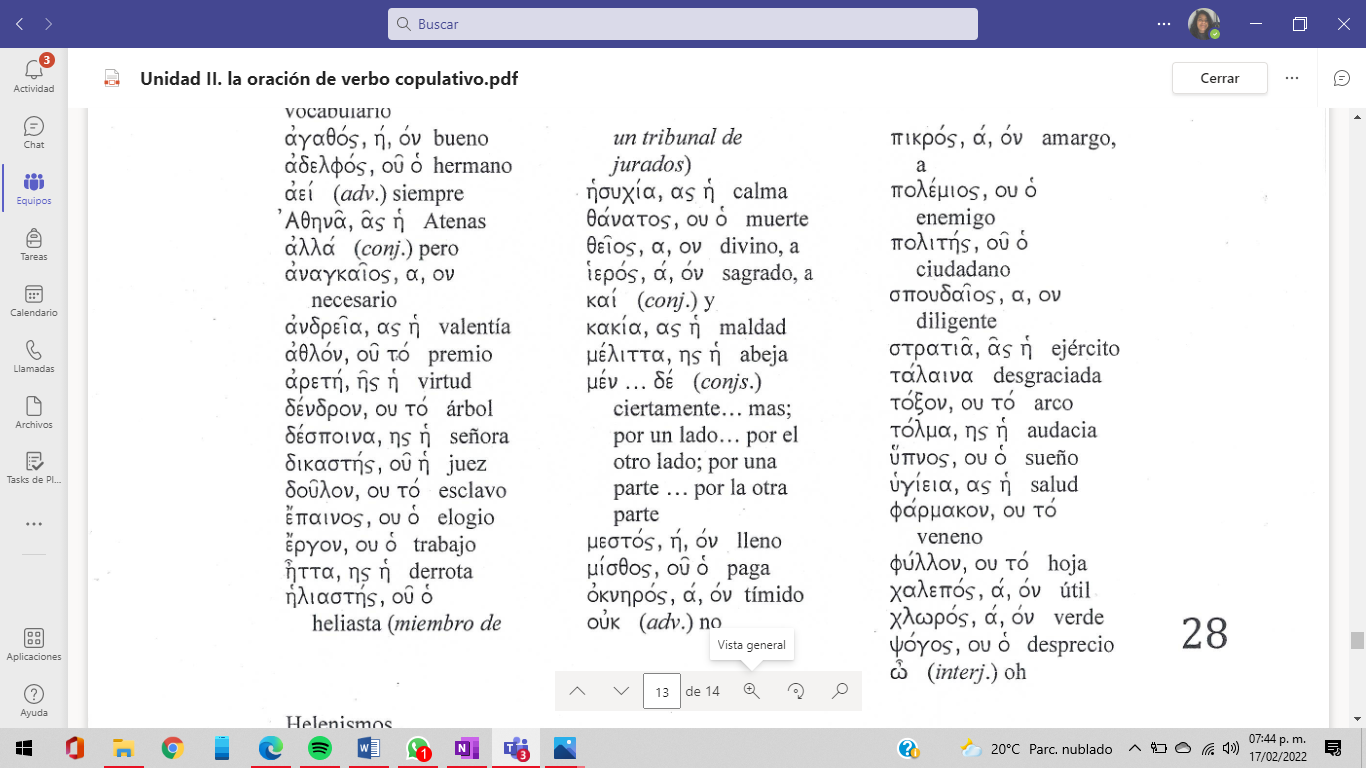 Buscar
Actividad
3
Chat
Equipos
Tareas
Calendario
Llamadas
Archivos
Tasks de Pl...
Aplicaciones
Ayuda
Unidad II. la oración de verbo copulativo.pdf
Cerrar
vocabulario
ἀγαθός, ή, όν bueno
ἀδελφός, οῦ ὁ hermano
ἀεί (adv.) siempre
Ἀθηνᾶ, ᾶς ἡ Atenas
ἀλλά (conj.) pero
ἀναγκαῖος, α, ον
necesario
ἀνδρεῖα, ας ἡ valentía
ἀθλόν, οῦ τό premio
ἀρετή, ῆς ἡ virtud
δένδρον, ου τό árbol
δέσποινα, ης ἡ señora
δικαστής, οῦ ἡ juez
δοῦλον, ου τό esclavo
ἔπαινος, ου ὁ elogio
ἔργον, ου ὁ trabajo
ἧττα, ης ἡ derrota
ἡλιαστής, οῦ ὁ
heliasta (miembro de
un tribunal de
jurados)
ἡσυχία, ας ἡ calma
θάνατος, ου ὁ muerte
θεῖος, α, ον divino, a
ἱερός, ά, όν sagrado, a
καί (conj.) y
κακία, ας ἡ maldad
μέλιττα, ης ἡ abeja
μέν ... δέ (conjs.)
ciertamente... mas;
por un lado... por el
otro lado; por una
parte ... por la otra
parte
μεστός, ή, όν lleno
μίσθος, οῦ ὁ paga
ὀκνηρός, ά, όν tímido
οὐκ (adv.) no
πικρός, ά, όν amargo,
a
πολέμιος, ου ὁ
enemigo
πολιτής, οῦ ὁ
ciudadano
σπουδαῖος, α, ον
diligente
στρατιᾶ, ᾶς ἡ ejército
τάλαινα desgraciada
τόξον, ου τό arco
τόλμα, ης ἡ audacia
ὕπνος, ου ὁ sueño
ὑγίεια, ας ἡ salud
φάρμακον, ου τό
veneno
φύλλον, ου τό hoja
χαλεπός, ά, όν útil
χλωρός, ά, όν verde
ψόγος, ου ὁ desprecio
ὦ (interj.) oh
28
Vista general
13 de 14
Helenismos
1
3
20°C Parc. nublado
07:44 p. m.
17/02/2022